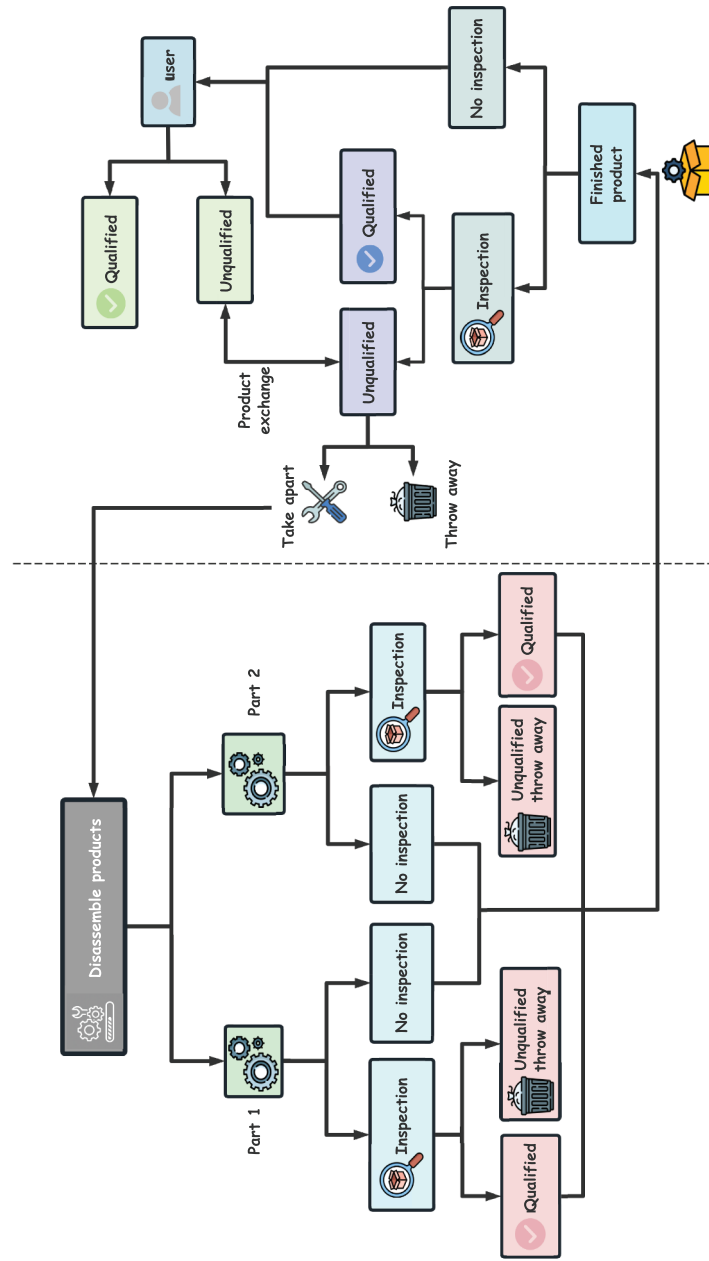 Disassemble products
Part 1
Part 2
Inspection
No inspection
No inspection
Inspection
Qualified
Unqualified
throw away
Unqualified
throw away
Qualified
Take apart
Throw away
Product
exchange
Unqualified
Qualified
Unqualified
Qualified
user
Inspection
No inspection
Finished
product